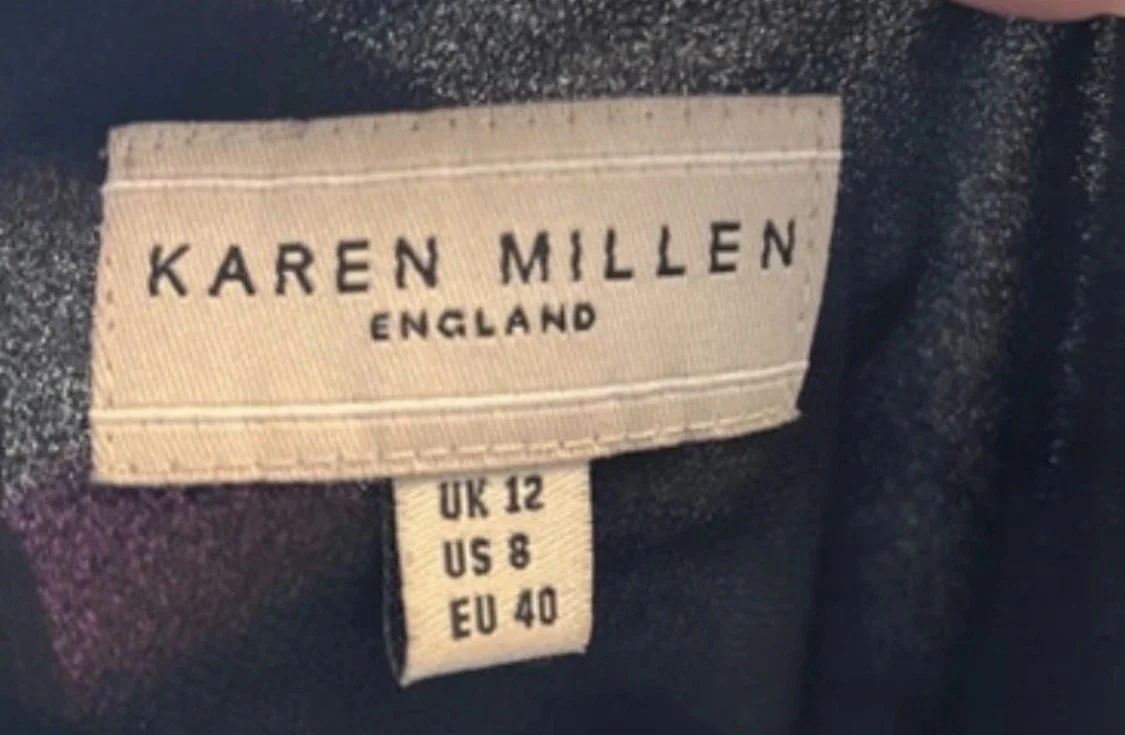 KAREN MILLEN
ENGLAND
UK 12
US 8
EU 40